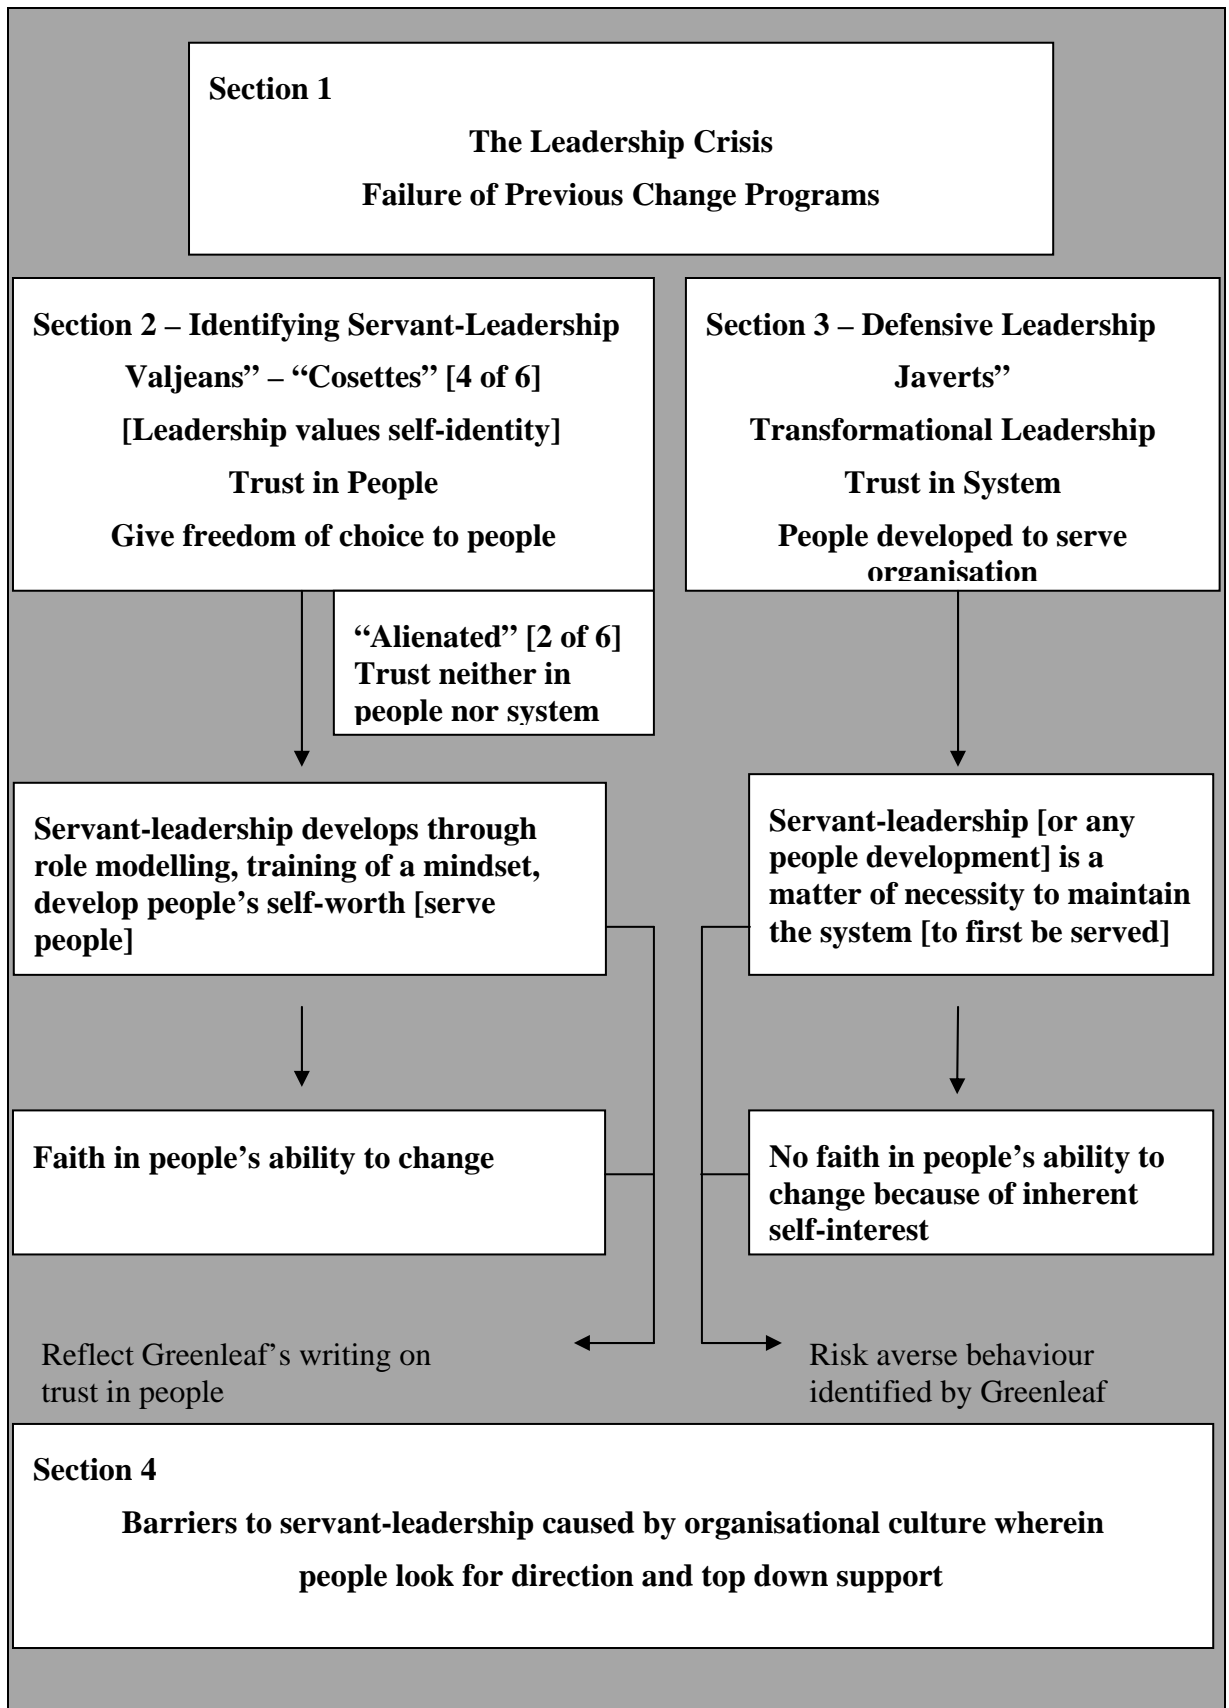 Section 1
The Leadership Crisis
Failure of Previous Change Programs
Section 2 – Identifying Servant-Leadership
Valjeans” – “Cosettes” [4 of 6]
[Leadership values self-identity]
Trust in People
Give freedom of choice to people
Section 3 – Defensive Leadership
Javerts”
Transformational Leadership
Trust in System
People developed to serve
organisation
“Alienated” [2 of 6]
Trust neither in
people nor system
Servant-leadership develops through
role modelling, training of a mindset,
develop people’s self-worth [serve
people]
Servant-leadership [or any
people development] is a
matter of necessity to maintain
the system [to first be served]
Faith in people’s ability to change
No faith in people’s ability to
change because of inherent
self-interest
Reflect Greenleaf’s writing on
trust in people
Risk averse behaviour
identified by Greenleaf
Section 4
Barriers to servant-leadership caused by organisational culture wherein
people look for direction and top down support